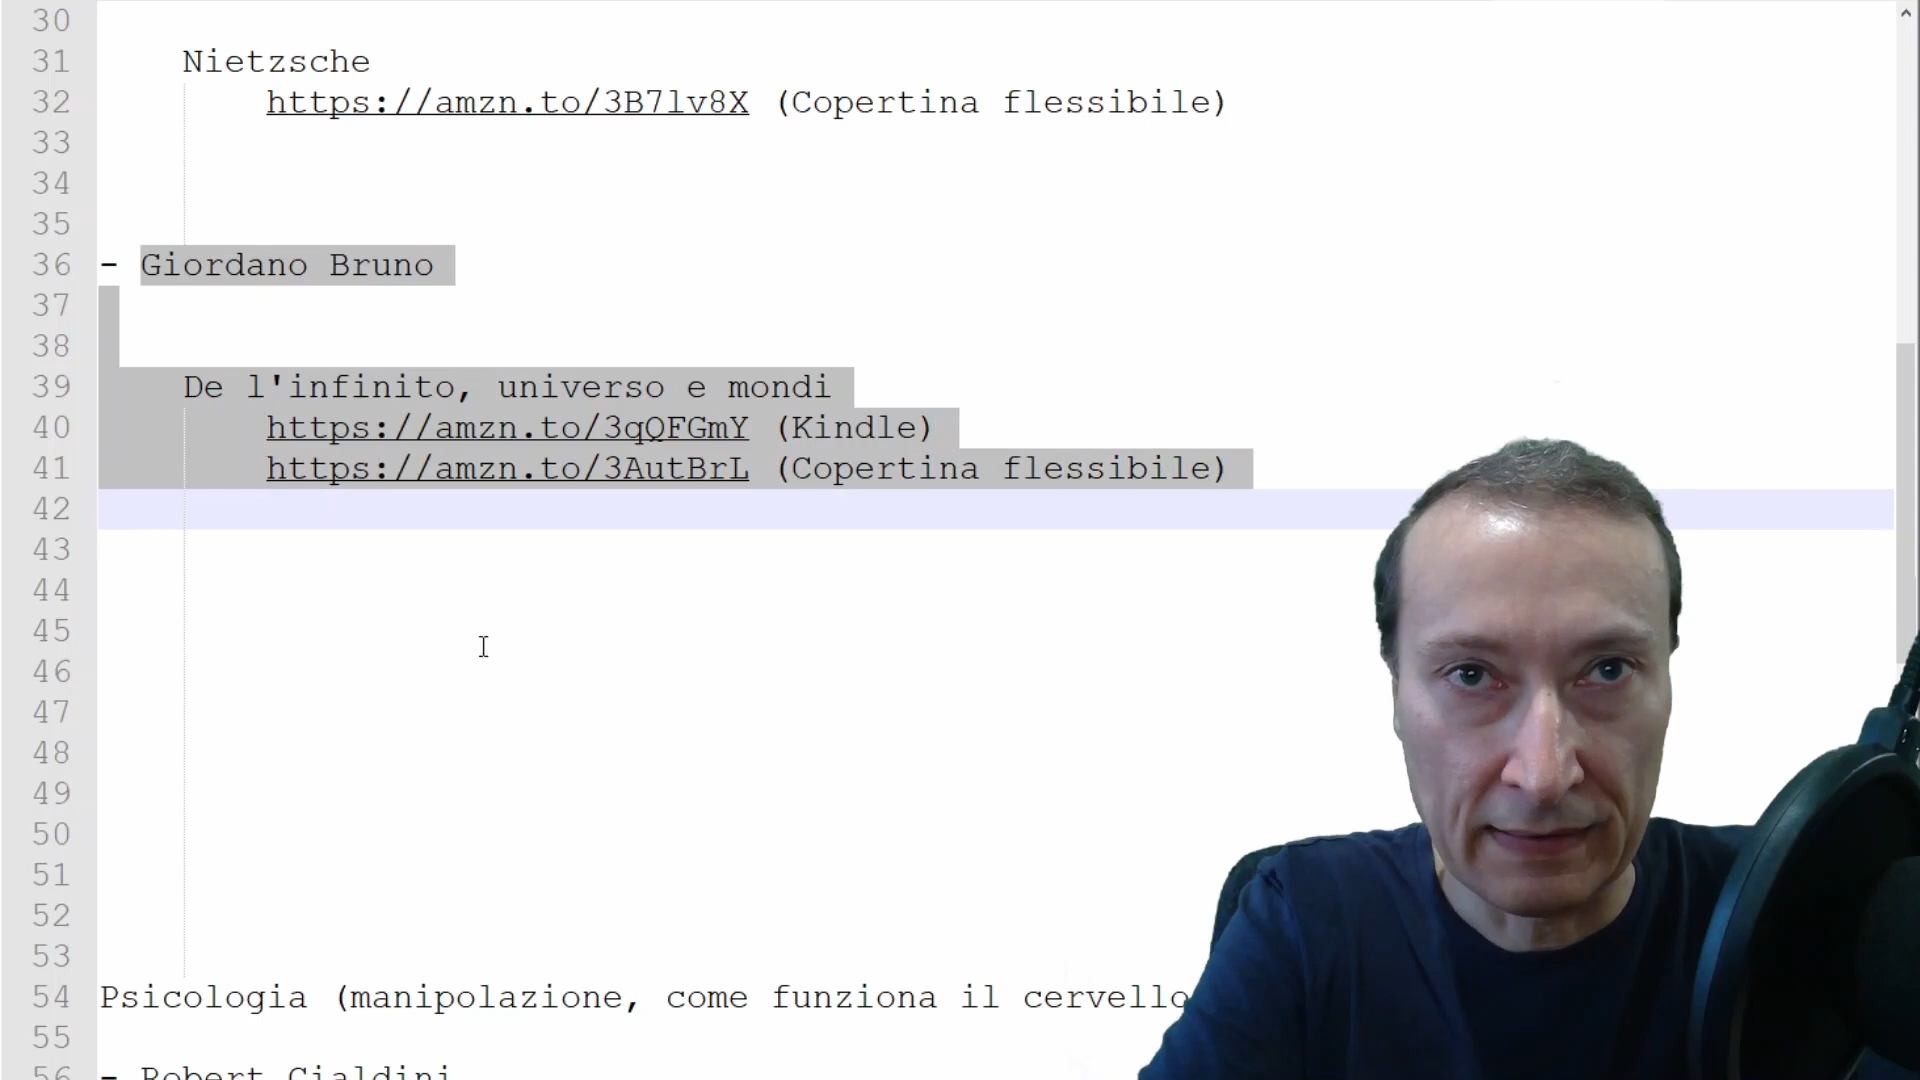 30
31 Nietzsche
32 https://amzn.to/3B7lv8X (Copertina flessibile)
33
34
35
36 - Giordano Bruno
37
38
39 De l'infinito, universo e mondi
40 https://amzn.to/3qQFGmY (Kindle)
41 https://amzn.to/3AutBrL (Copertina flessibile)
42
43
44
45
46
47
48
49
50
51
52
53
54 Psicologia (manipolazione, come funziona il cervello
55
56 - Robert Cialdini